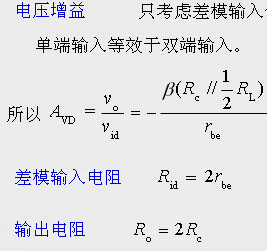 电压增益 只考虑差模输入
单端输入等效于双端输入。
所以 A_VD = v_o / v_id = - β(R_c // 1/2 R_L) / r_be
差模输入电阻 R_id = 2r_be
输出电阻 R_o = 2R_c